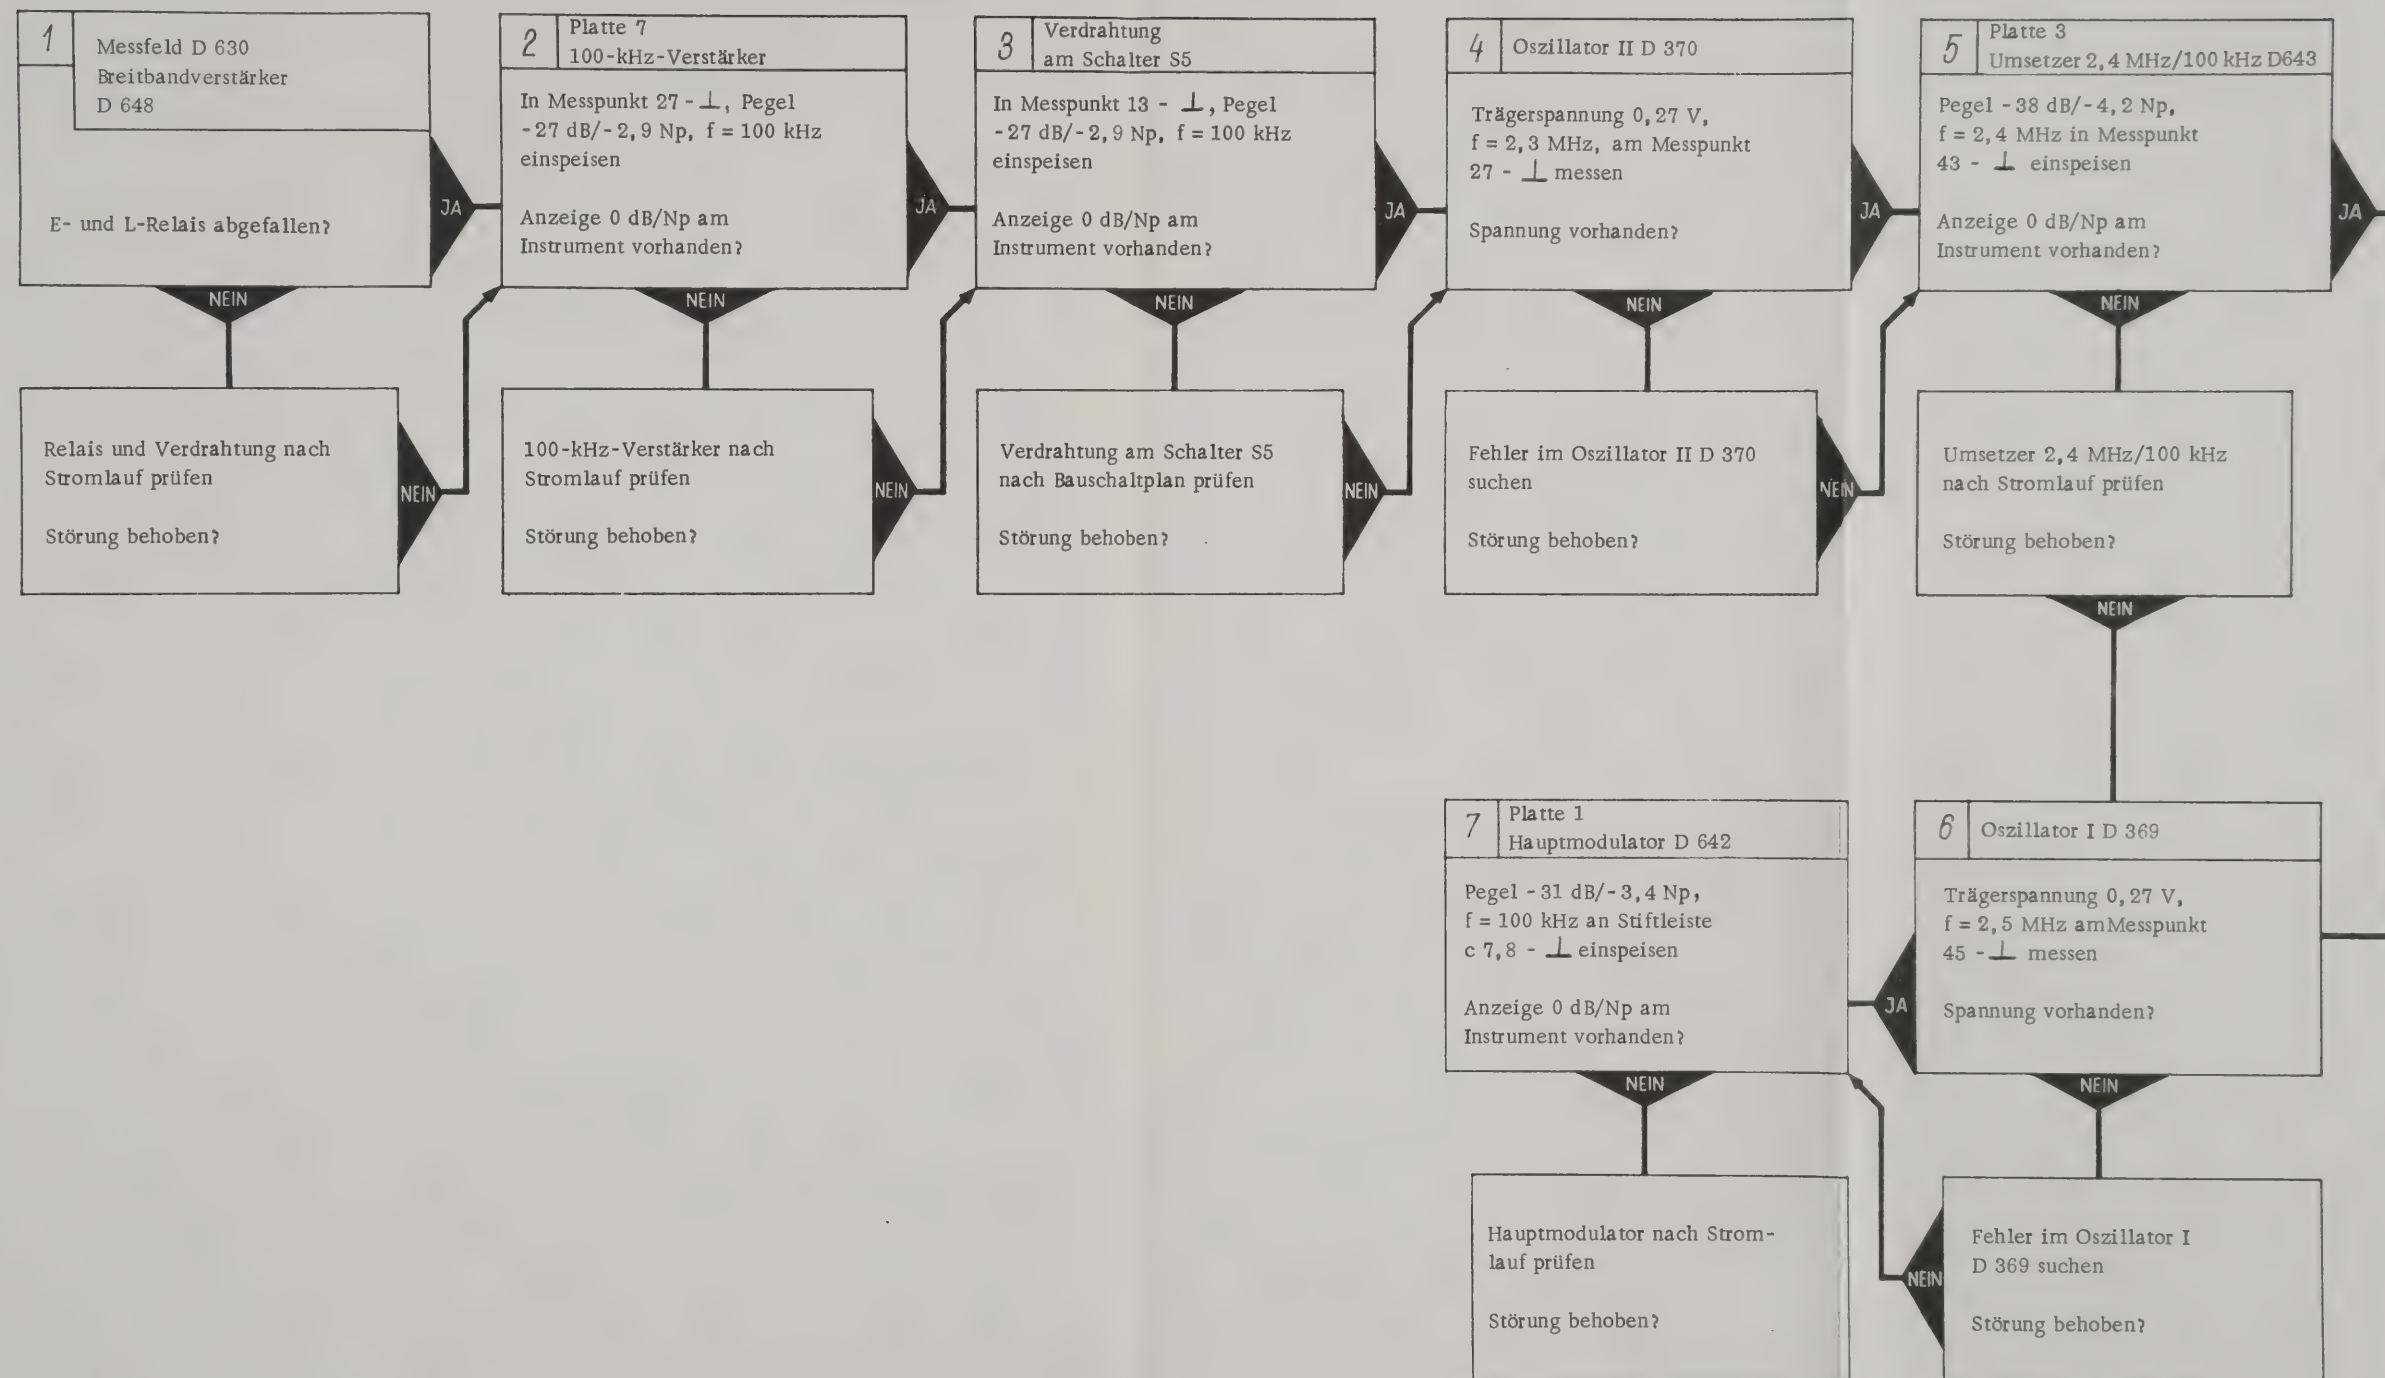 1
Messfeld D 630
Breitbandverstärker
D 648
E- und L-Relais abgefallen?
JA
NEIN
Relais und Verdrahtung nach
Stromlauf prüfen
Störung behoben?
NEIN
2
Platte 7
100-kHz-Verstärker
In Messpunkt 27 - ⊥, Pegel
-27 dB/-2,9 Np, f = 100 kHz
einspeisen
Anzeige 0 dB/Np am
Instrument vorhanden?
JA
NEIN
100-kHz-Verstärker nach
Stromlauf prüfen
Störung behoben?
NEIN
3
Verdrahtung
am Schalter S5
In Messpunkt 13 - ⊥, Pegel
-27 dB/-2,9 Np, f = 100 kHz
einspeisen
Anzeige 0 dB/Np am
Instrument vorhanden?
JA
NEIN
Verdrahtung am Schalter S5
nach Bauschaltplan prüfen
Störung behoben?
NEIN
4
Oszillator II D 370
Trägerspannung 0,27 V,
f = 2,3 MHz, am Messpunkt
27 - ⊥ messen
Spannung vorhanden?
JA
NEIN
Fehler im Oszillator II D 370
suchen
Störung behoben?
NEIN
5
Platte 3
Umsetzer 2,4 MHz/100 kHz D643
Pegel -38 dB/-4,2 Np,
f = 2,4 MHz in Messpunkt
43 - ⊥ einspeisen
Anzeige 0 dB/Np am
Instrument vorhanden?
JA
NEIN
Umsetzer 2,4 MHz/100 kHz
nach Stromlauf prüfen
Störung behoben?
NEIN
6
Oszillator I D 369
Trägerspannung 0,27 V,
f = 2,5 MHz am Messpunkt
45 - ⊥ messen
Spannung vorhanden?
JA
NEIN
Fehler im Oszillator I
D 369 suchen
Störung behoben?
NEIN
7
Platte 1
Hauptmodulator D 642
Pegel -31 dB/-3,4 Np,
f = 100 kHz an Stiftleiste
c 7,8 - ⊥ einspeisen
Anzeige 0 dB/Np am
Instrument vorhanden?
NEIN
Hauptmodulator nach Strom-
lauf prüfen
Störung behoben?